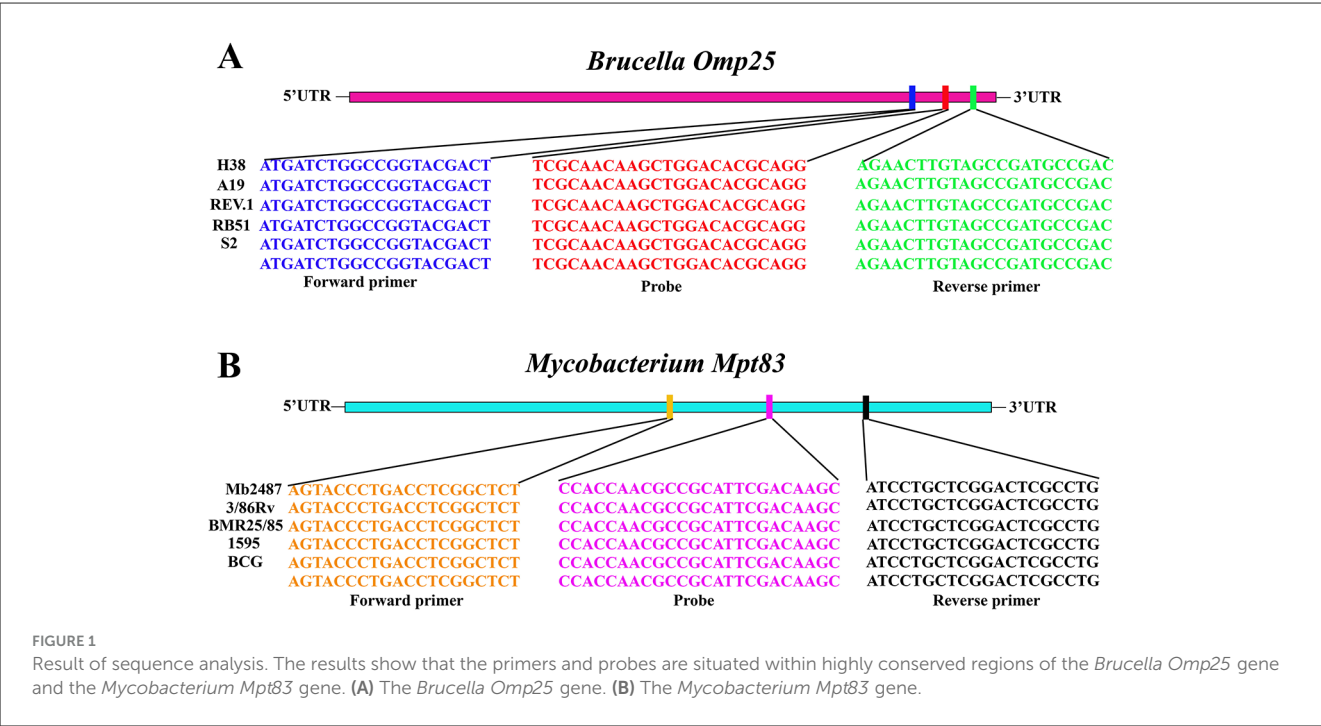 A
Brucella Omp25
5’UTR 3’UTR
H38 ATGATCTGGCCGGTACGACT TCGCAACAAGCTGGACACGCAGG AGAACTTGTAGCCGATGCCGAC
A19 ATGATCTGGCCGGTACGACT TCGCAACAAGCTGGACACGCAGG AGAACTTGTAGCCGATGCCGAC
REV.1 ATGATCTGGCCGGTACGACT TCGCAACAAGCTGGACACGCAGG AGAACTTGTAGCCGATGCCGAC
RB51 ATGATCTGGCCGGTACGACT TCGCAACAAGCTGGACACGCAGG AGAACTTGTAGCCGATGCCGAC
S2 ATGATCTGGCCGGTACGACT TCGCAACAAGCTGGACACGCAGG AGAACTTGTAGCCGATGCCGAC
ATGATCTGGCCGGTACGACT TCGCAACAAGCTGGACACGCAGG AGAACTTGTAGCCGATGCCGAC
Forward primer Probe Reverse primer
B
Mycobacterium Mpt83
5’UTR 3’UTR
Mb2487 AGTACCCTGACCTCGGCTCT CCACCAACGCCGCATTCGACAAGC ATCCTGCTCGGACTCGCCTG
3/86Rv AGTACCCTGACCTCGGCTCT CCACCAACGCCGCATTCGACAAGC ATCCTGCTCGGACTCGCCTG
BMR25/85 AGTACCCTGACCTCGGCTCT CCACCAACGCCGCATTCGACAAGC ATCCTGCTCGGACTCGCCTG
1595 AGTACCCTGACCTCGGCTCT CCACCAACGCCGCATTCGACAAGC ATCCTGCTCGGACTCGCCTG
BCG AGTACCCTGACCTCGGCTCT CCACCAACGCCGCATTCGACAAGC ATCCTGCTCGGACTCGCCTG
AGTACCCTGACCTCGGCTCT CCACCAACGCCGCATTCGACAAGC ATCCTGCTCGGACTCGCCTG
Forward primer Probe Reverse primer
FIGURE 1
Result of sequence analysis. The results show that the primers and probes are situated within highly conserved regions of the Brucella Omp25 gene
and the Mycobacterium Mpt83 gene. (A) The Brucella Omp25 gene. (B) The Mycobacterium Mpt83 gene.